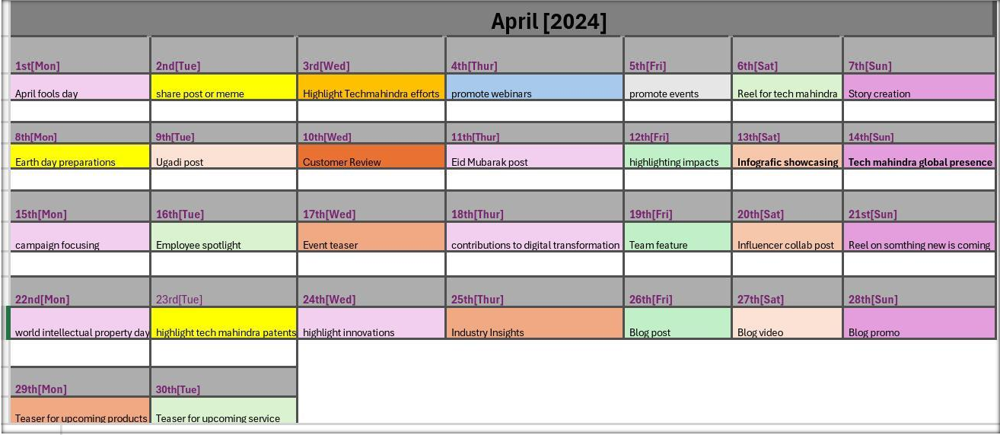 April [2024]
1st[Mon] 2nd[Tue] 3rd[Wed] 4th[Thur] 5th[Fri] 6th[Sat] 7th[Sun]
April fools day share post or meme Highlight Techmahindra efforts promote webinars promote events Reel for tech mahindra Story creation
8th[Mon] 9th[Tue] 10th[Wed] 11th[Thur] 12th[Fri] 13th[Sat] 14th[Sun]
Earth day preparations Ugadi post Customer Review Eid Mubarak post highlighting impacts Infografic showcasing Tech mahindra global presence
15th[Mon] 16th[Tue] 17th[Wed] 18th[Thur] 19th[Fri] 20th[Sat] 21st[Sun]
campaign focusing Employee spotlight Event teaser contributions to digital transformation Team feature Influencer collab post Reel on somthing new is coming
22nd[Mon] 23rd[Tue] 24th[Wed] 25th[Thur] 26th[Fri] 27th[Sat] 28th[Sun]
world intellectual property day highlight tech mahindra patents highlight innovations Industry Insights Blog post Blog video Blog promo
29th[Mon] 30th[Tue]
Teaser for upcoming products Teaser for upcoming service